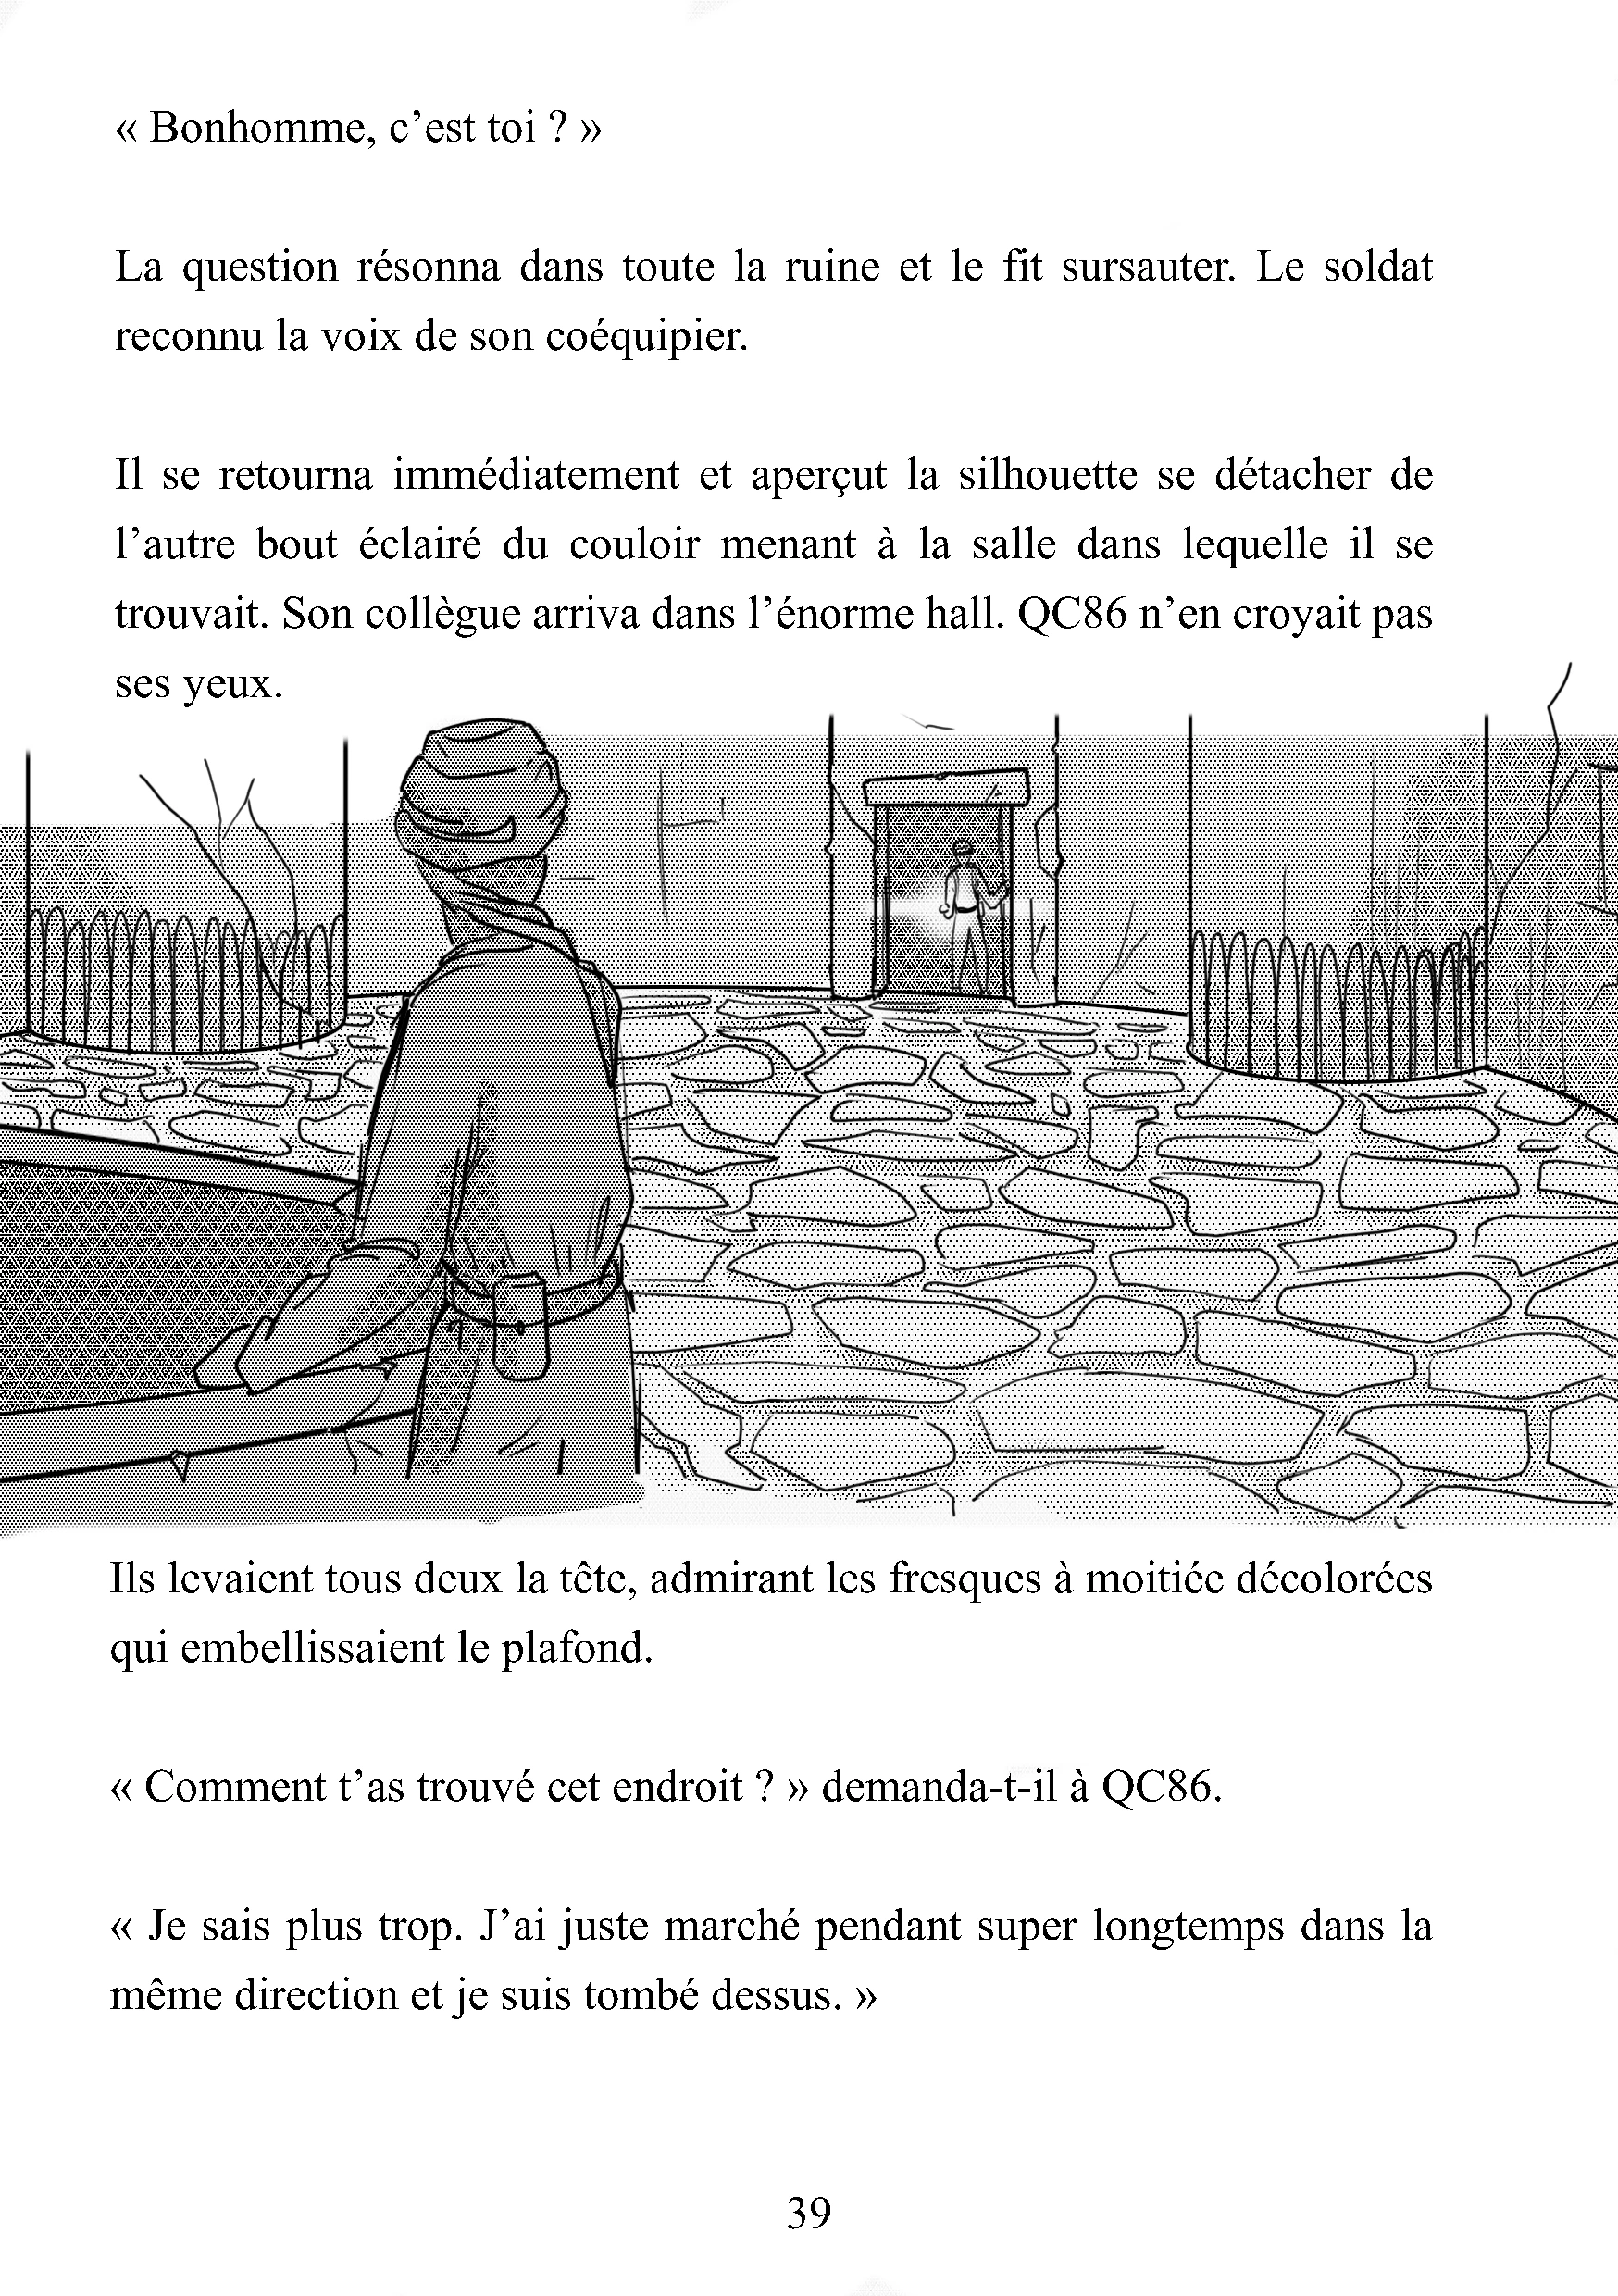 « Bonhomme, c’est toi ? »
La question résonna dans toute la ruine et le fit sursauter. Le soldat
reconnu la voix de son coéquipier.
Il se retourna immédiatement et aperçut la silhouette se détacher de
l’autre bout éclairé du couloir menant à la salle dans lequelle il se
trouvait. Son collègue arriva dans l’énorme hall. QC86 n’en croyait pas
ses yeux.
Ils levaient tous deux la tête, admirant les fresques à moitiée décolorées
qui embellissaient le plafond.
« Comment t’as trouvé cet endroit ? » demanda-t-il à QC86.
« Je sais plus trop. J’ai juste marché pendant super longtemps dans la
même direction et je suis tombé dessus. »
39